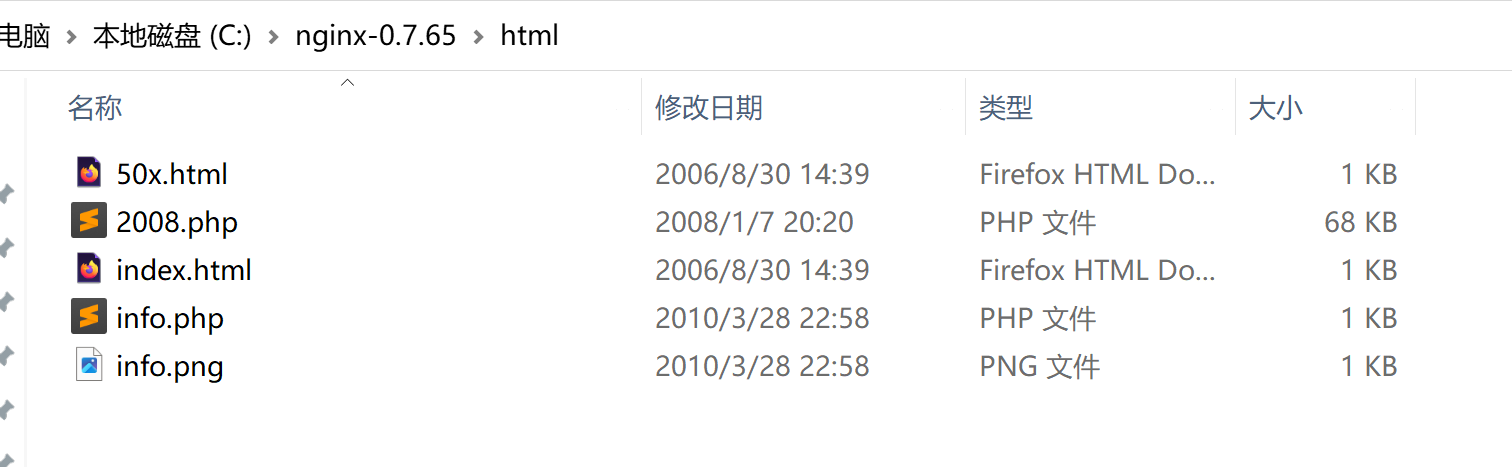 电脑 › 本地磁盘 (C:) › nginx-0.7.65 › html
名称 修改日期 类型 大小
50x.html 2006/8/30 14:39 Firefox HTML Do... 1 KB
2008.php 2008/1/7 20:20 PHP 文件 68 KB
index.html 2006/8/30 14:39 Firefox HTML Do... 1 KB
info.php 2010/3/28 22:58 PHP 文件 1 KB
info.png 2010/3/28 22:58 PNG 文件 1 KB